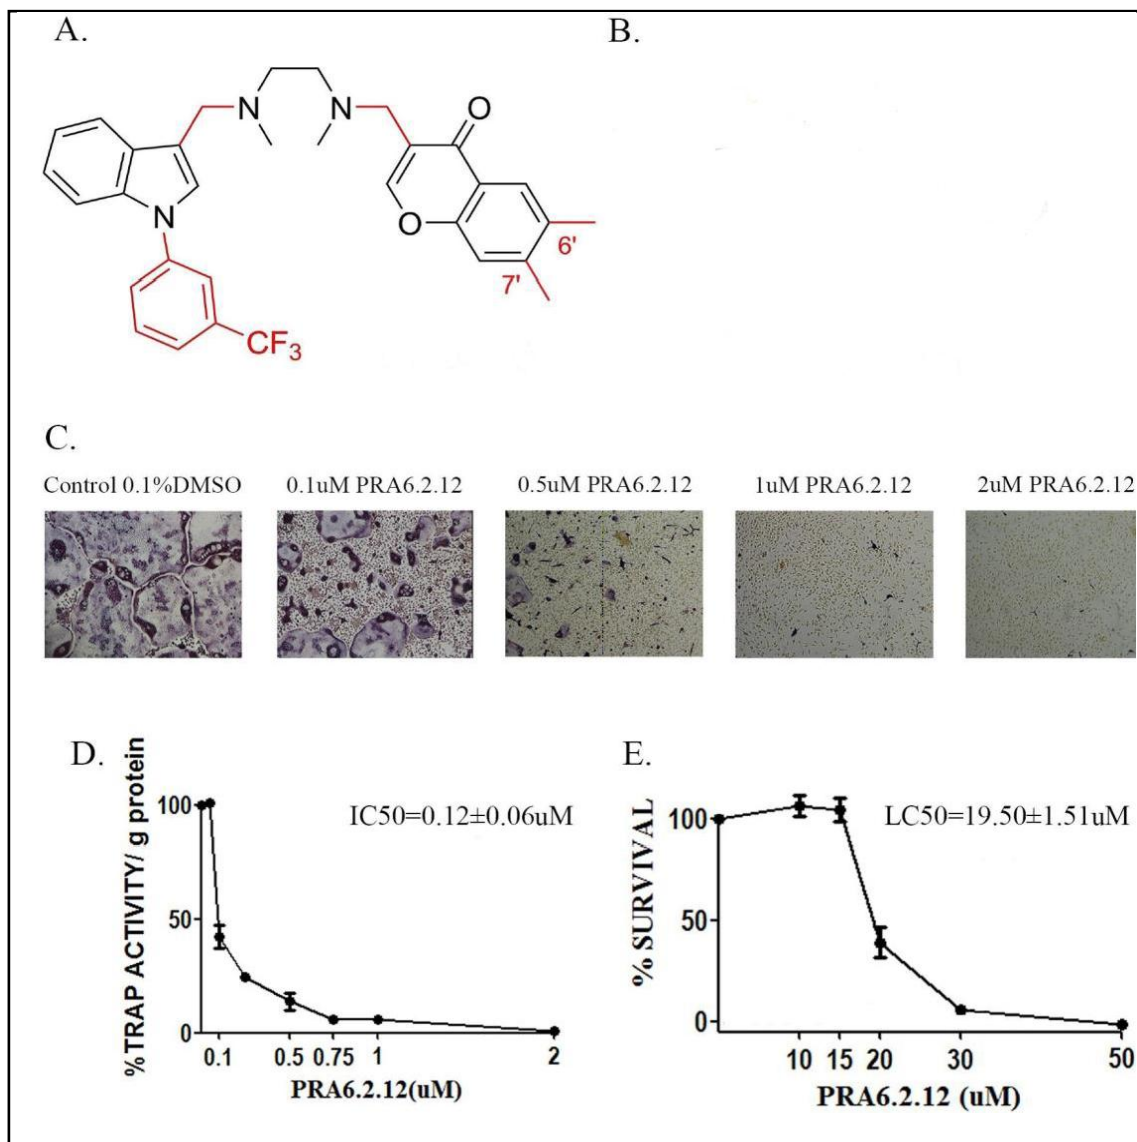 A.
B.
N
N
O
O
N
6'
7'
CF3
C.
Control 0.1%DMSO
0.1uM PRA6.2.12
0.5uM PRA6.2.12
1uM PRA6.2.12
2uM PRA6.2.12
D.
%TRAP ACTIVITY/ g protein
100
50
0
IC50=0.12±0.06uM
0.1
0.5
0.75
1
2
PRA6.2.12(uM)
E.
% SURVIVAL
100
50
0
LC50=19.50±1.51uM
10
15
20
30
50
PRA6.2.12 (uM)